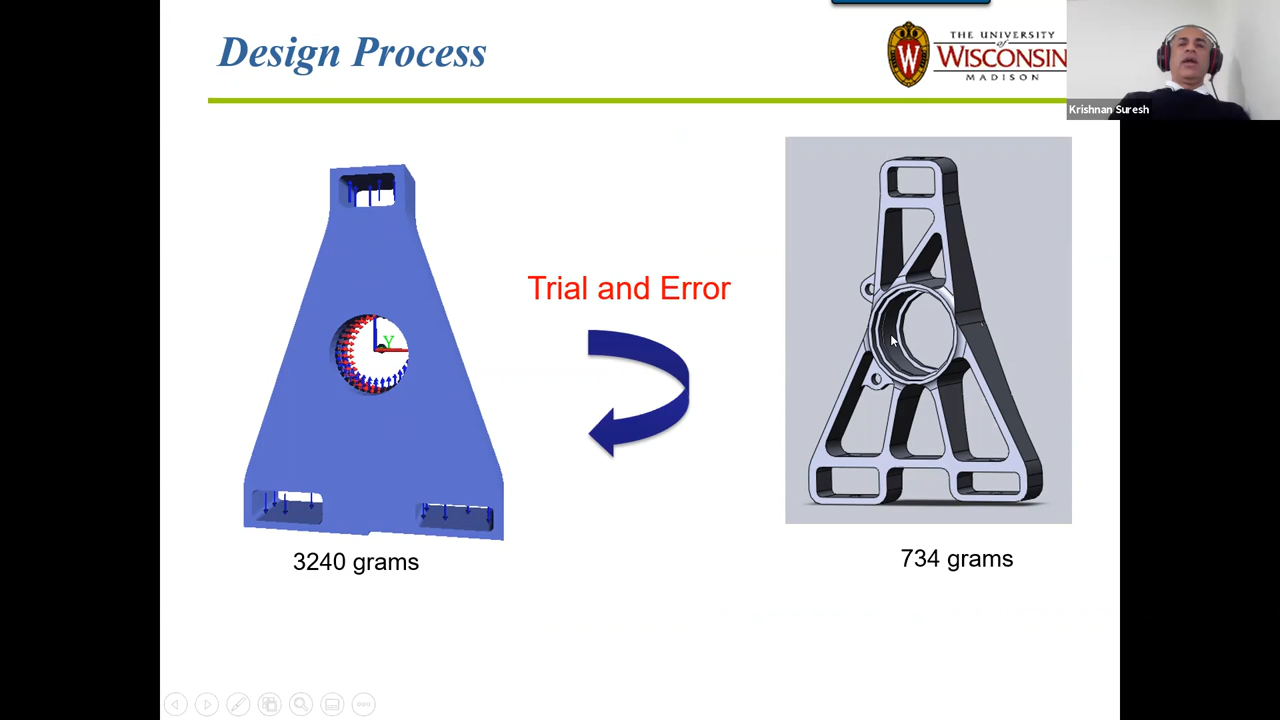 Design Process
THE UNIVERSITY
of
WISCONSIN
MADISON
W
Krishnan Suresh
Trial and Error
Y
3240 grams
734 grams